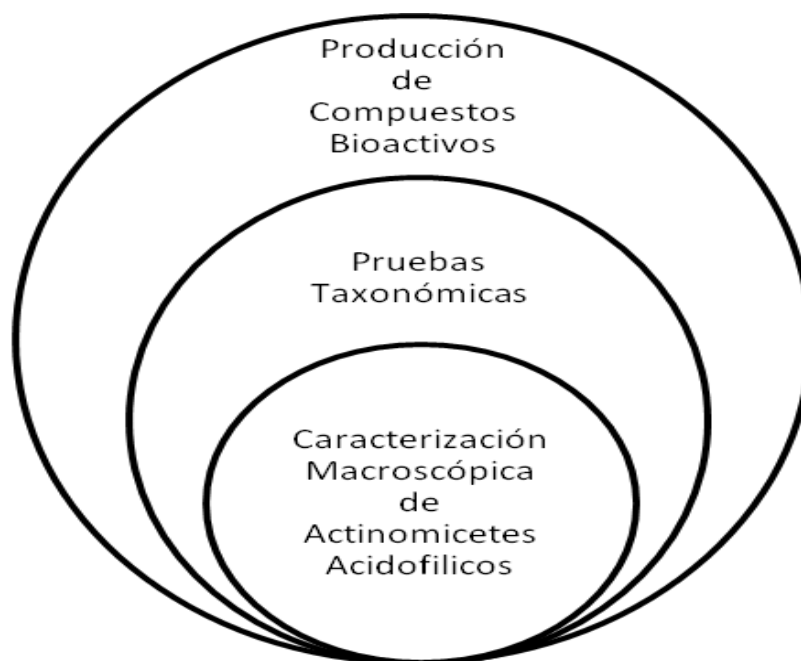 Producción
de
Compuestos
Bioactivos
Pruebas
Taxonómicas
Caracterización
Macroscópica
de
Actinomicetes
Acidofilicos